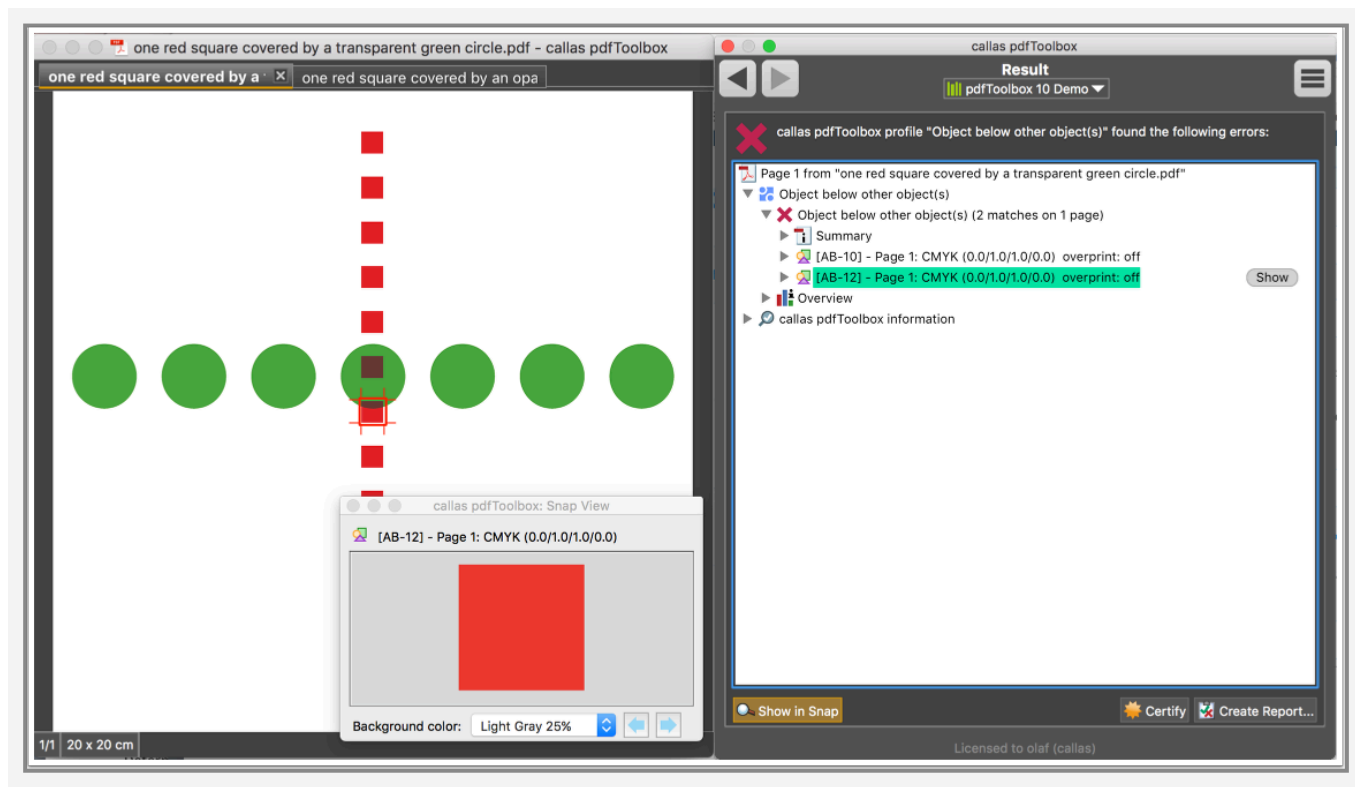 one red square covered by a transparent green circle.pdf - callas pdfToolbox
one red square covered by a
one red square covered by an opa
callas pdfToolbox: Snap View
[AB-12] - Page 1: CMYK (0.0/1.0/1.0/0.0)
Background color: Light Gray 25%
1/1 20 x 20 cm
callas pdfToolbox
Result
pdfToolbox 10 Demo
callas pdfToolbox profile "Object below other object(s)" found the following errors:
Page 1 from "one red square covered by a transparent green circle.pdf"
Object below other object(s)
Object below other object(s) (2 matches on 1 page)
Summary
[AB-10] - Page 1: CMYK (0.0/1.0/1.0/0.0) overprint: off
[AB-12] - Page 1: CMYK (0.0/1.0/1.0/0.0) overprint: off Show
Overview
callas pdfToolbox information
Show in Snap Certify Create Report...
Licensed to olaf (callas)